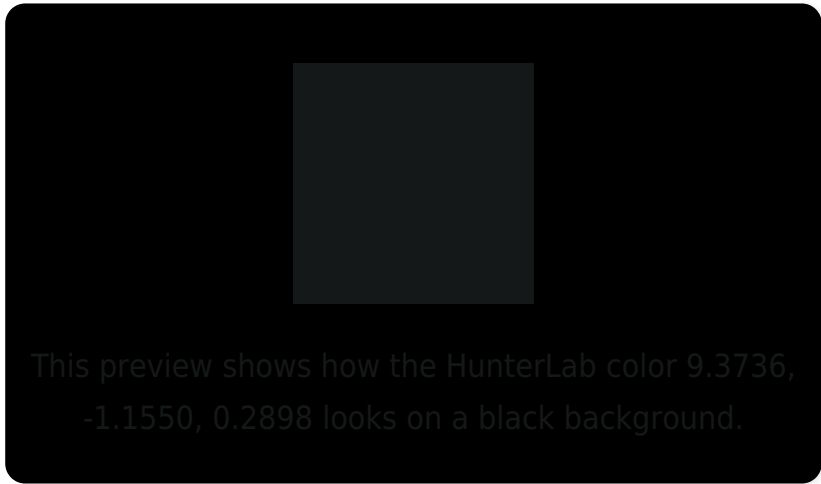 This preview shows how the HunterLab color 9.3736,
-1.1550, 0.2898 looks on a black background.